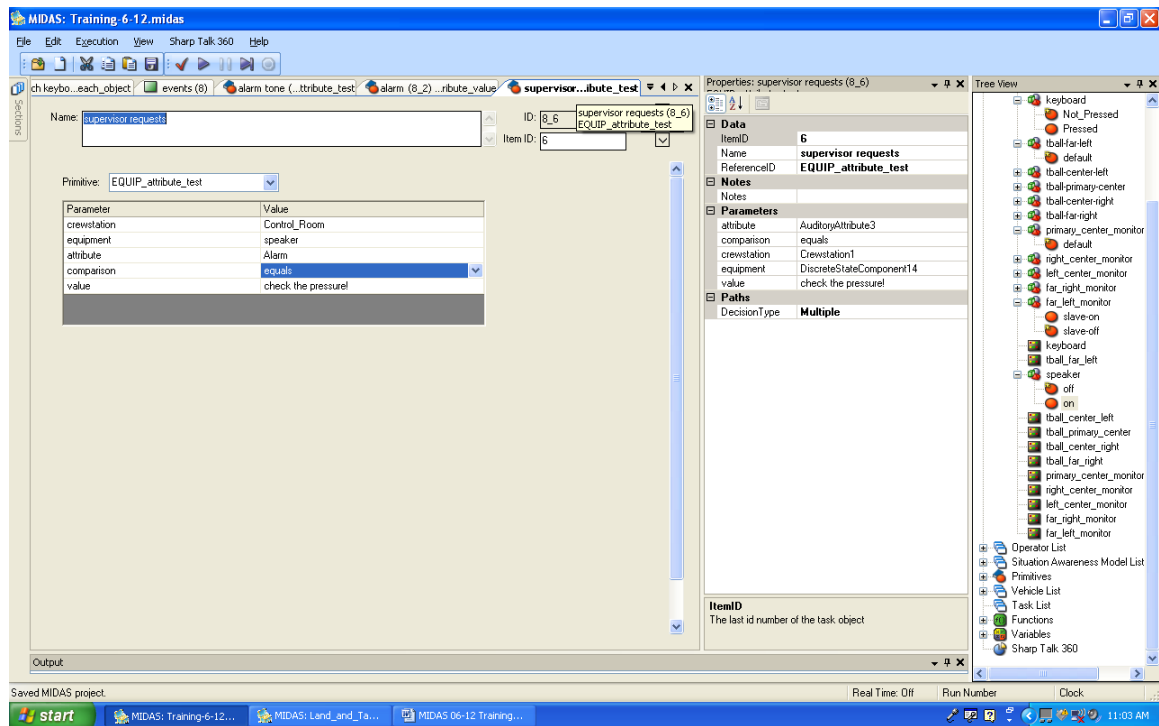 MIDAS: Training-6-12.midas
File Edit Execution View Sharp Talk 360 Help
ch keybo...each_object events (8) alarm tone (...ttribute_test alarm (8_2) ...ribute_value supervisor...ibute_test
Sections
Name: supervisor requests
ID: 8_6
supervisor requests (8_6)
EQUIP_attribute_test
Item ID: 6
Primitive: EQUIP_attribute_test
Parameter Value
crewstation Control_Room
equipment speaker
attribute Alarm
comparison equals
value check the pressure!
Output
Properties: supervisor requests (8_6)
Data
ItemID 6
Name supervisor requests
ReferenceID EQUIP_attribute_test
Notes
Notes
Parameters
attribute AuditoryAttribute3
comparison equals
crewstation Crewstation1
equipment DiscreteStateComponent14
value check the pressure!
Paths
DecisionType Multiple
ItemID
The last id number of the task object
Tree View
keyboard
Not_Pressed
Pressed
tball-far-left
default
tball-center-left
tball-primary-center
tball-center-right
tball-far-right
primary_center_monitor
default
right_center_monitor
left_center_monitor
far_right_monitor
far_left_monitor
slave-on
slave-off
keyboard
tball_far_left
speaker
off
on
tball_center_left
tball_primary_center
tball_center_right
tball_far_right
primary_center_monitor
right_center_monitor
left_center_monitor
far_right_monitor
far_left_monitor
Operator List
Situation Awareness Model List
Primitives
Vehicle List
Task List
Functions
Variables
Sharp Talk 360
Saved MIDAS project.
Real Time: Off Run Number Clock
start MIDAS: Training-6-12... MIDAS: Land_and_Ta... MIDAS 06-12 Training... 11:03 AM